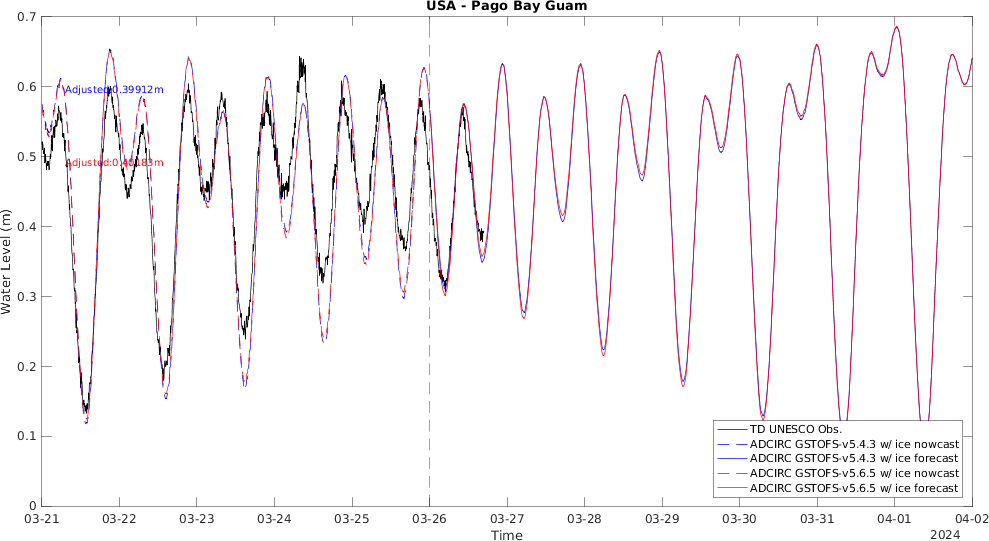 USA - Pago Bay Guam
0.7
0.6
0.5
0.4
0.3
0.2
0.1
0
Water Level (m)
Adjusted:0.39912m
03-21
03-22
03-23
03-24
03-25
03-26
03-27
03-28
03-29
03-30
03-31
04-01
04-02
Time
2024
TD UNESCO Obs.
ADCIRC GSTOFS-v5.4.3 w/ ice nowcast
ADCIRC GSTOFS-v5.4.3 w/ ice forecast
ADCIRC GSTOFS-v5.6.5 w/ ice nowcast
ADCIRC GSTOFS-v5.6.5 w/ ice forecast